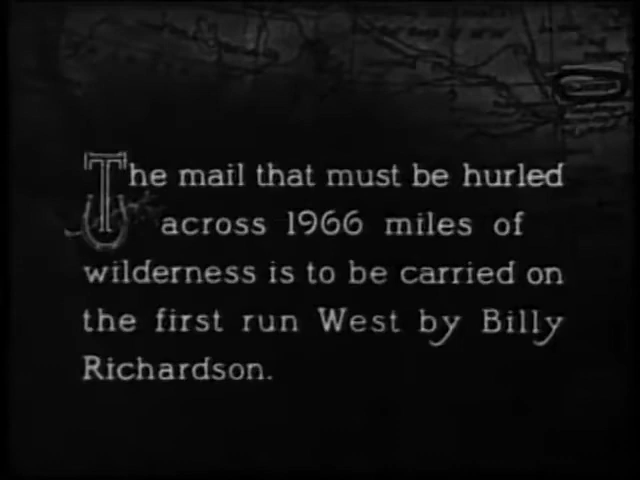 The mail that must be hurled
across 1966 miles of
wilderness is to be carried on
the first run West by Billy
Richardson.